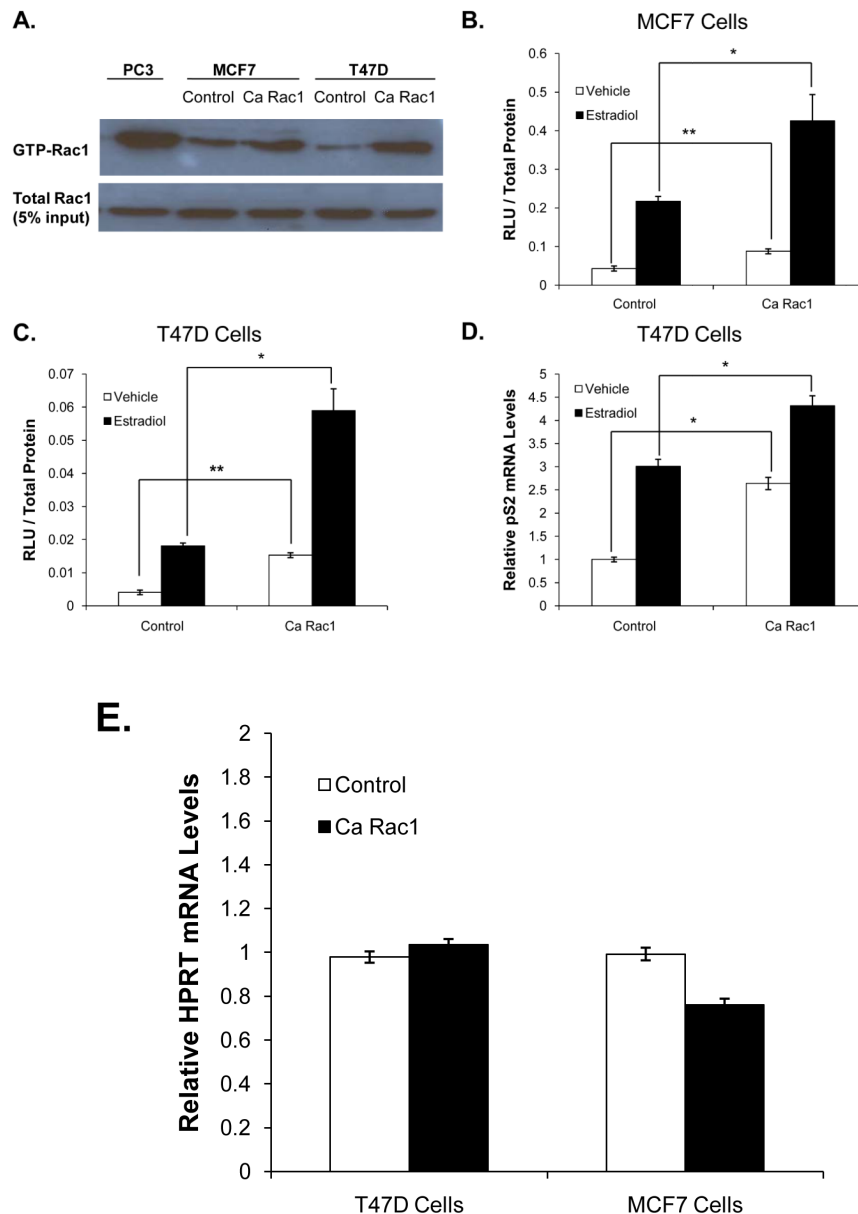 A.
PC3 MCF7 T47D
Control Ca Rac1 Control Ca Rac1
GTP-Rac1
Total Rac1
(5% input)
B.
MCF7 Cells
RLU / Total Protein
0.6
0.5
0.4
0.3
0.2
0.1
0
Vehicle
Estradiol
*
**
Control Ca Rac1
C.
T47D Cells
RLU / Total Protein
0.07
0.06
0.05
0.04
0.03
0.02
0.01
0
Vehicle
Estradiol
*
**
Control Ca Rac1
D.
T47D Cells
Relative pS2 mRNA Levels
5
4.5
4
3.5
3
2.5
2
1.5
1
0.5
0
Vehicle
Estradiol
*
*
Control Ca Rac1
E.
Relative HPRT mRNA Levels
2
1.8
1.6
1.4
1.2
1
0.8
0.6
0.4
0.2
0
Control
Ca Rac1
T47D Cells MCF7 Cells